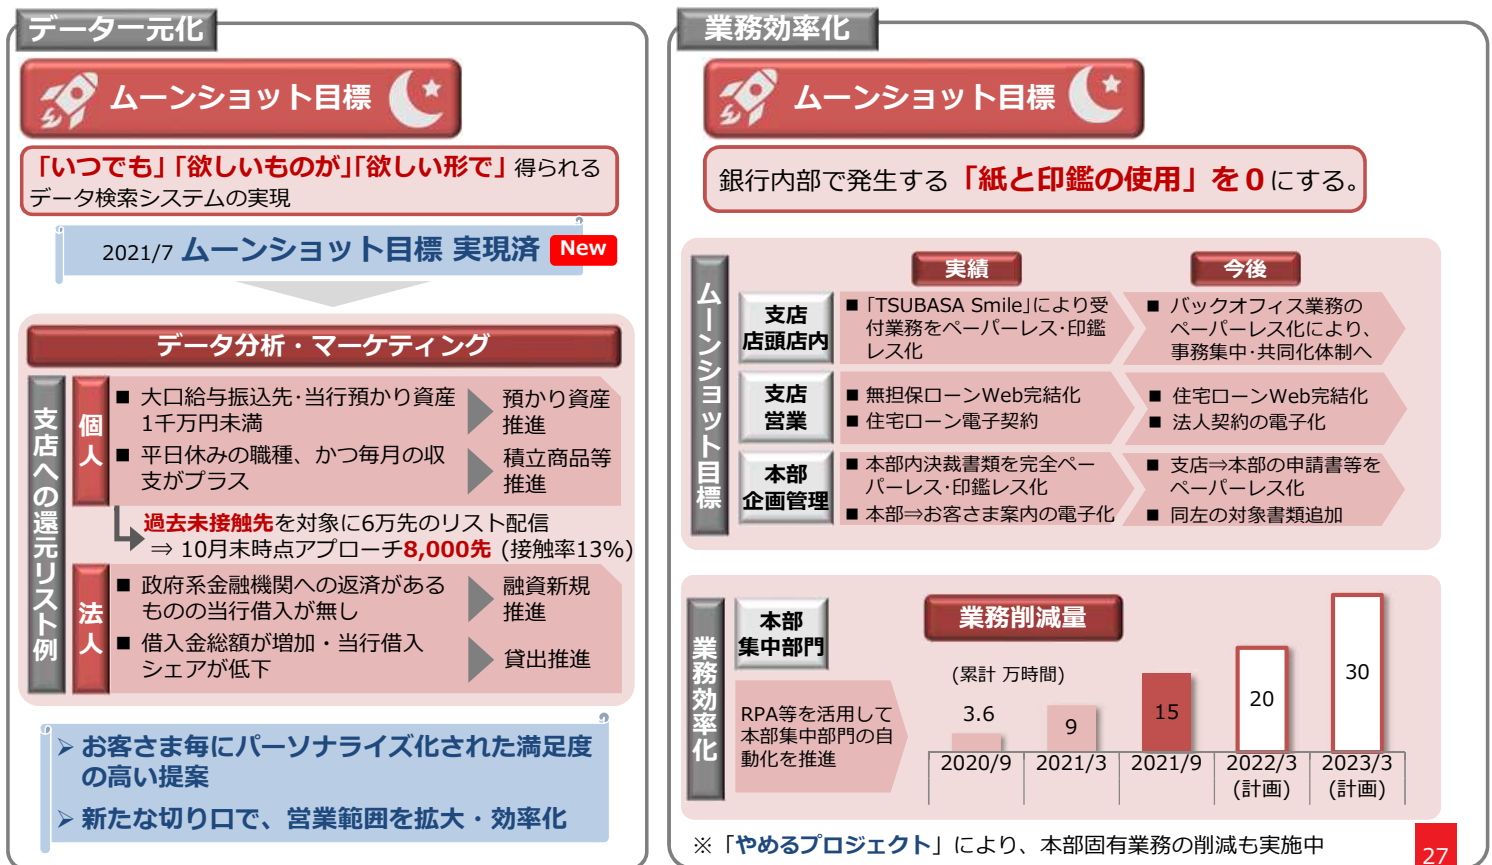 データ一元化
ムーンショット目標
「いつでも」「欲しいものが」「欲しい形で」得られる
データ検索システムの実現
2021/7 ムーンショット目標 実現済 New
データ分析・マーケティング
支店への還元リスト例
個人
■ 大口給与振込先・当行預かり資産
1千万円未満
預かり資産
推進
■ 平日休みの職種、かつ毎月の収
支がプラス
積立商品等
推進
過去未接触先を対象に6万先のリスト配信
⇒ 10月末時点アプローチ8,000先 (接触率13%)
法人
■ 政府系金融機関への返済がある
ものの当行借入が無し
融資新規
推進
■ 借入金総額が増加・当行借入
シェアが低下
貸出推進
➢ お客さま毎にパーソナライズ化された満足度
の高い提案
➢ 新たな切り口で、営業範囲を拡大・効率化
業務効率化
ムーンショット目標
銀行内部で発生する「紙と印鑑の使用」を0にする。
ムーンショット目標
実績
今後
支店
店頭店内
■ 「TSUBASA Smile」により受
付業務をペーパーレス・印鑑
レス化
■ バックオフィス業務の
ペーパーレス化により、
事務集中・共同化体制へ
支店
営業
■ 無担保ローンWeb完結化
■ 住宅ローン電子契約
■ 住宅ローンWeb完結化
■ 法人契約の電子化
本部
企画管理
■ 本部内決裁書類を完全ペー
パーレス・印鑑レス化
■ 本部⇒お客さま案内の電子化
■ 支店⇒本部の申請書等を
ペーパーレス化
■ 同左の対象書類追加
業務効率化
本部
集中部門
RPA等を活用して
本部集中部門の自
動化を推進
業務削減量
(累計 万時間)
3.6
9
15
20
30
2020/9 2021/3 2021/9 2022/3 2023/3
(計画) (計画)
※「やめるプロジェクト」により、本部固有業務の削減も実施中
27